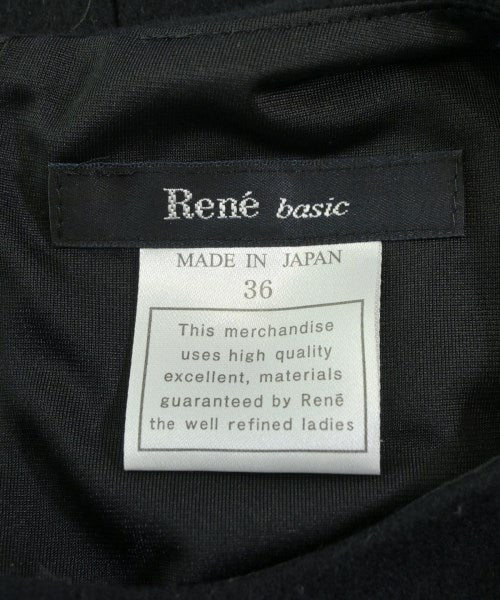 René basic
MADE IN JAPAN
36
This merchandise
uses high quality
excellent, materials
guaranteed by Renē
the well refined ladies